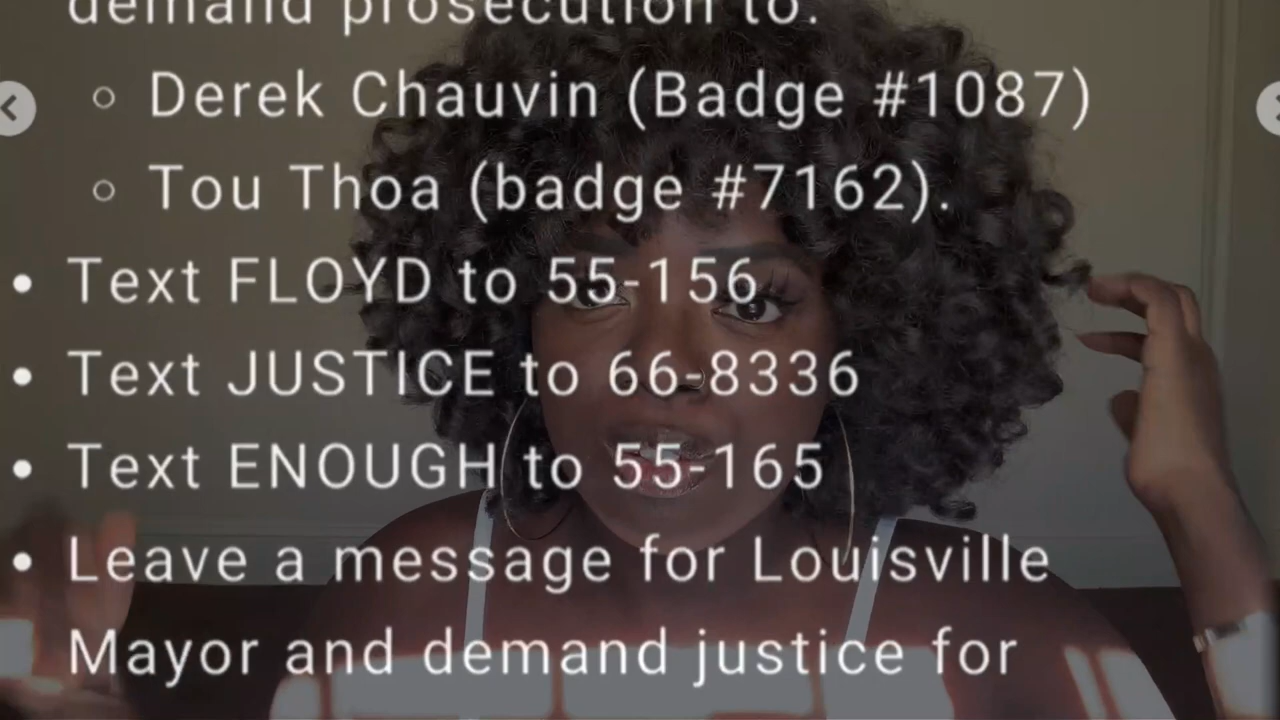 demand prosecution to:
○ Derek Chauvin (Badge #1087)
○ Tou Thoa (badge #7162).
• Text FLOYD to 55-156
• Text JUSTICE to 66-8336
• Text ENOUGH to 55-165
• Leave a message for Louisville
Mayor and demand justice for